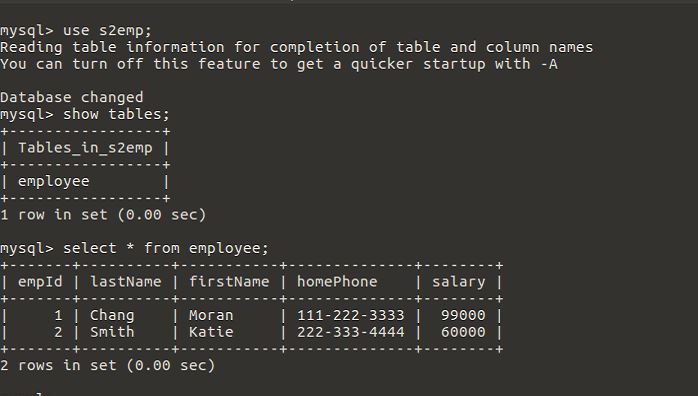 mysql> use s2emp;
Reading table information for completion of table and column names
You can turn off this feature to get a quicker startup with -A

Database changed
mysql> show tables;
+-----------------+
| Tables_in_s2emp |
+-----------------+
| employee        |
+-----------------+
1 row in set (0.00 sec)

mysql> select * from employee;
+-------+----------+-----------+--------------+--------+
| empId | lastName | firstName | homePhone    | salary |
+-------+----------+-----------+--------------+--------+
|     1 | Chang    | Moran     | 111-222-3333 |  99000 |
|     2 | Smith    | Katie     | 222-333-4444 |  60000 |
+-------+----------+-----------+--------------+--------+
2 rows in set (0.00 sec)